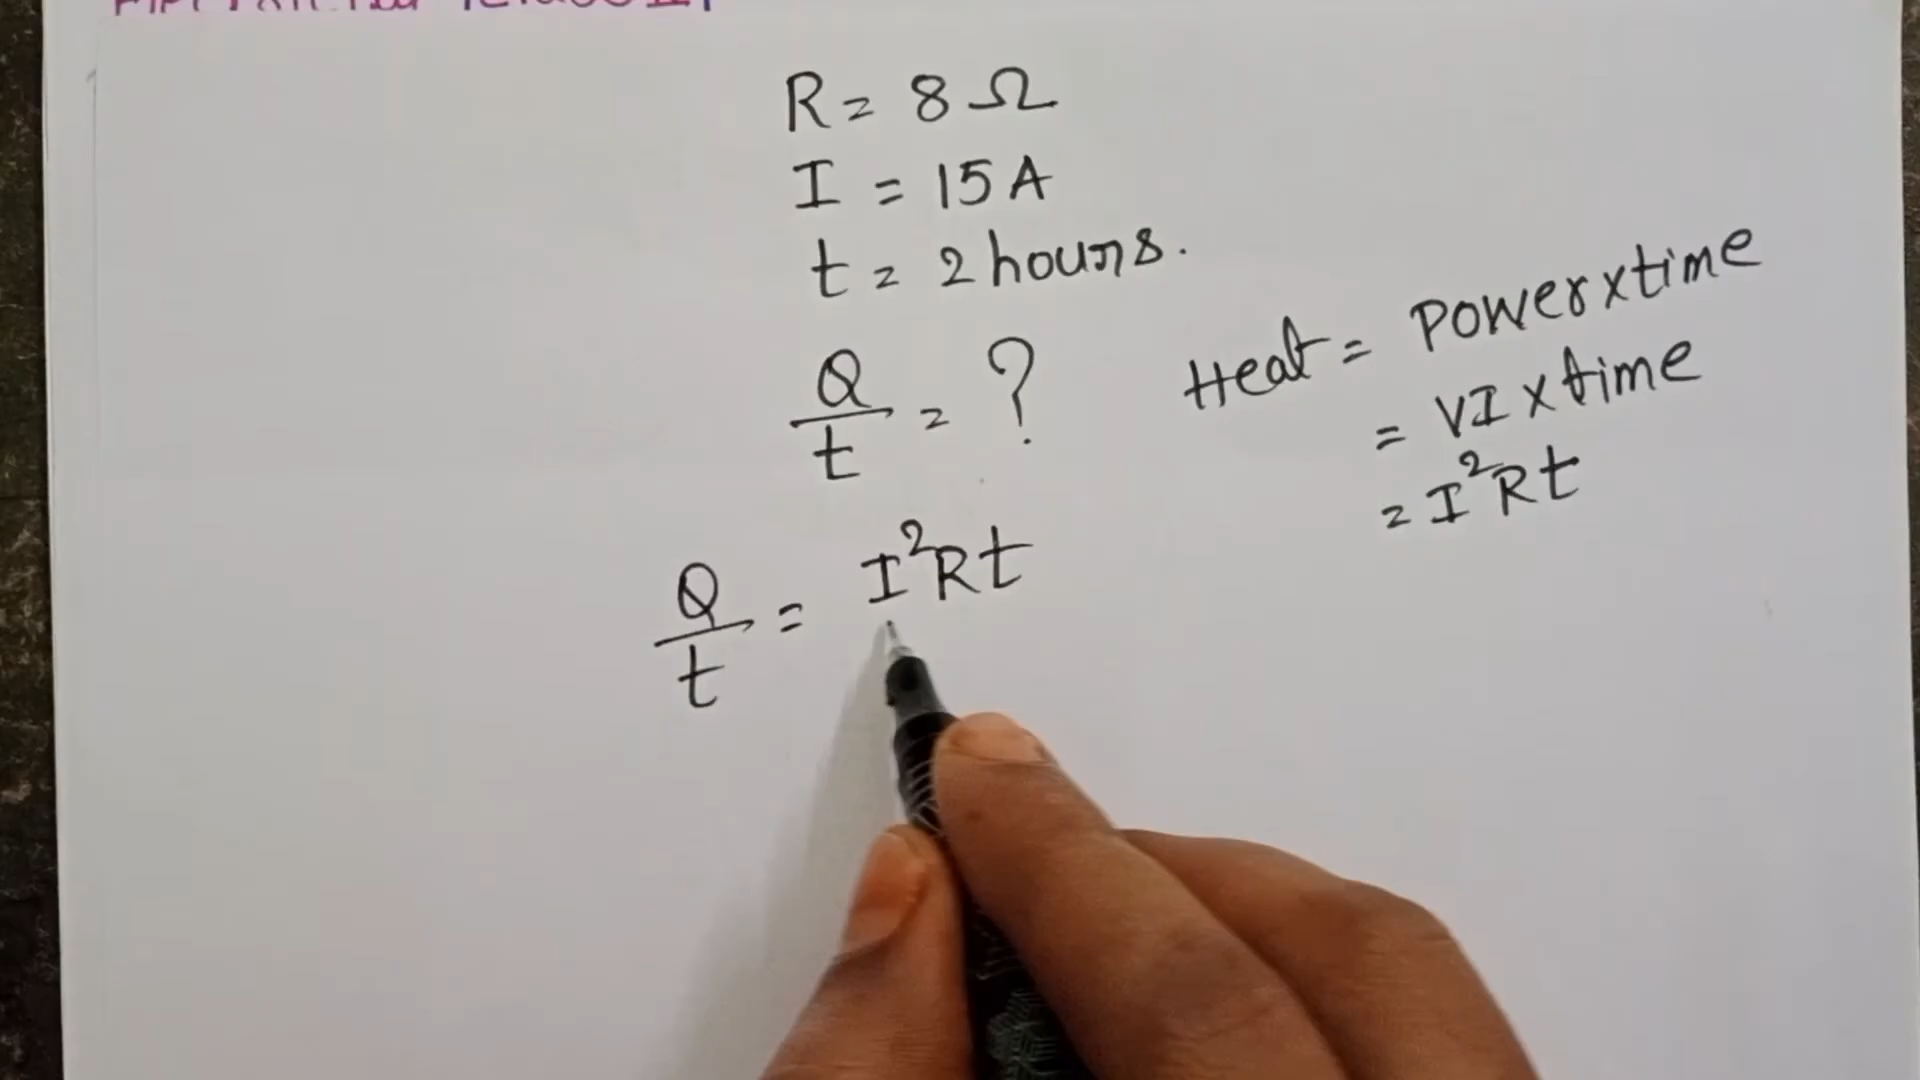 R = 8 Ω
I = 15 A
t = 2 hours.
Q/t = ?
Heat = Power x time
= VI x time
= I²Rt
Q/t = I²Rt